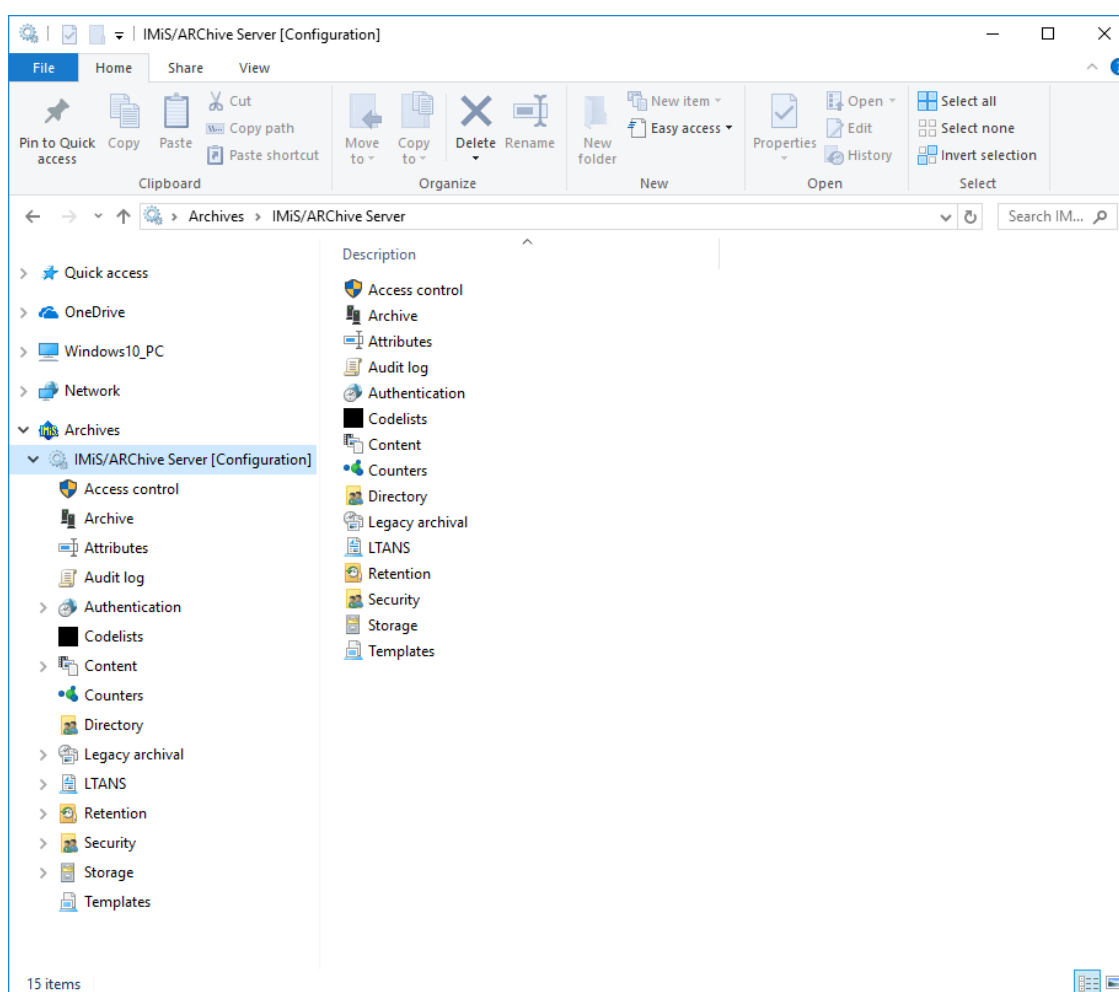 IMiS/ARChive Server [Configuration]
File Home Share View
Pin to Quick access
Copy
Paste
Cut
Copy path
Paste shortcut
Clipboard
Move to
Copy to
Delete
Rename
Organize
New folder
New item
Easy access
New
Properties
Open
Edit
History
Open
Select all
Select none
Invert selection
Select
Archives IMiS/ARChive Server
Search IM...
Quick access
OneDrive
Windows10_PC
Network
Archives
IMiS/ARChive Server [Configuration]
Access control
Archive
Attributes
Audit log
Authentication
Codelists
Content
Counters
Directory
Legacy archival
LTANS
Retention
Security
Storage
Templates
Description
Access control
Archive
Attributes
Audit log
Authentication
Codelists
Content
Counters
Directory
Legacy archival
LTANS
Retention
Security
Storage
Templates
15 items